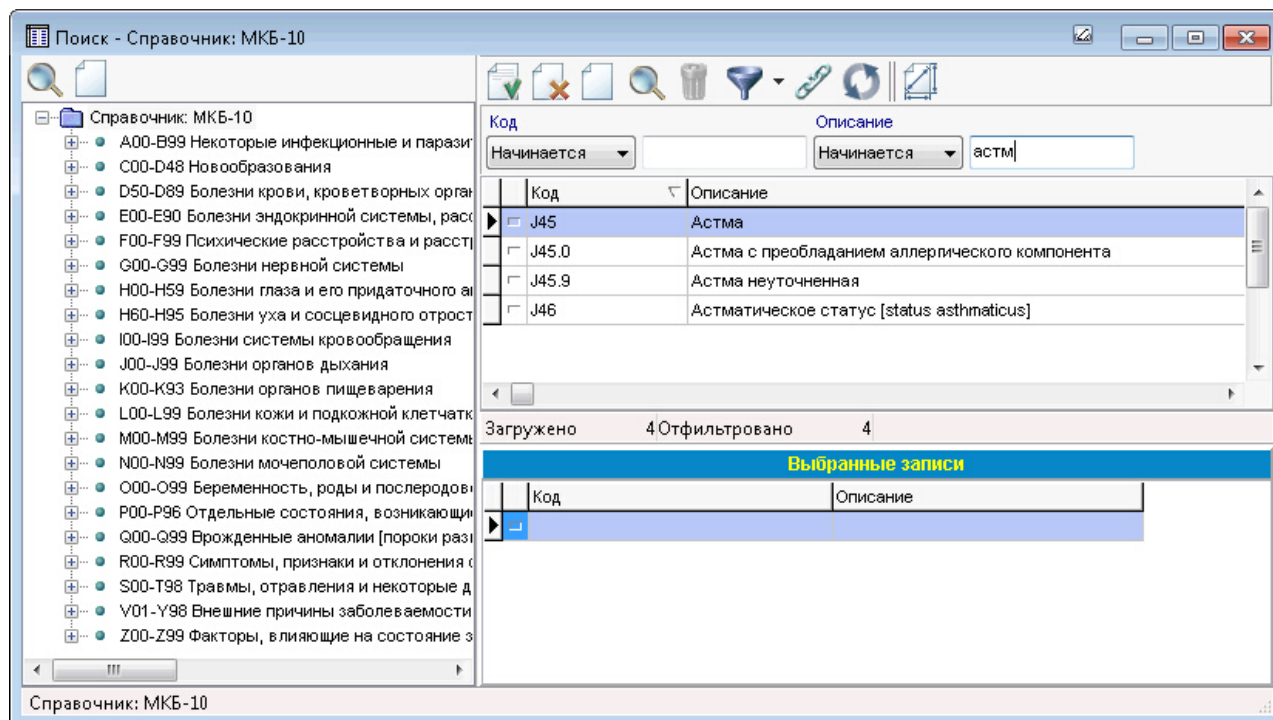 Поиск - Справочник: МКБ-10
Справочник: МКБ-10
A00-B99 Некоторые инфекционные и парази
C00-D48 Новообразования
D50-D89 Болезни крови, кроветворных орган
E00-E90 Болезни эндокринной системы, расс
F00-F99 Психические расстройства и расстр
G00-G99 Болезни нервной системы
H00-H59 Болезни глаза и его придаточного а
H60-H95 Болезни уха и сосцевидного отрост
I00-I99 Болезни системы кровообращения
J00-J99 Болезни органов дыхания
K00-K93 Болезни органов пищеварения
L00-L99 Болезни кожи и подкожной клетчатк
M00-M99 Болезни костно-мышечной системы
N00-N99 Болезни мочеполовой системы
O00-O99 Беременность, роды и послеродов
P00-P96 Отдельные состояния, возникающи
Q00-Q99 Врожденные аномалии [пороки разв
R00-R99 Симптомы, признаки и отклонения о
S00-T98 Травмы, отравления и некоторые д
V01-Y98 Внешние причины заболеваемости
Z00-Z99 Факторы, влияющие на состояние з
Код Описание
Начинается Начинается астм
Код Описание
J45 Астма
J45.0 Астма с преобладанием аллергического компонента
J45.9 Астма неуточненная
J46 Астматическое статус [status asthmaticus]
Загружено 4 Отфильтровано 4
Выбранные записи
Код Описание
Справочник: МКБ-10